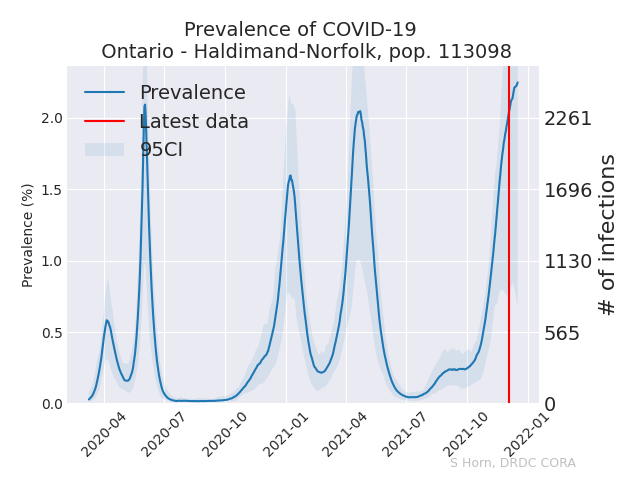 Prevalence of COVID-19
Ontario - Haldimand-Norfolk, pop. 113098
Prevalence
Latest data
95CI
Prevalence (%)
2.0
1.5
1.0
0.5
0.0
2261
1696
1130
565
0
# of infections
2020-04
2020-07
2020-10
2021-01
2021-04
2021-07
2021-10
2022-01
S Horn, DRDC CORA